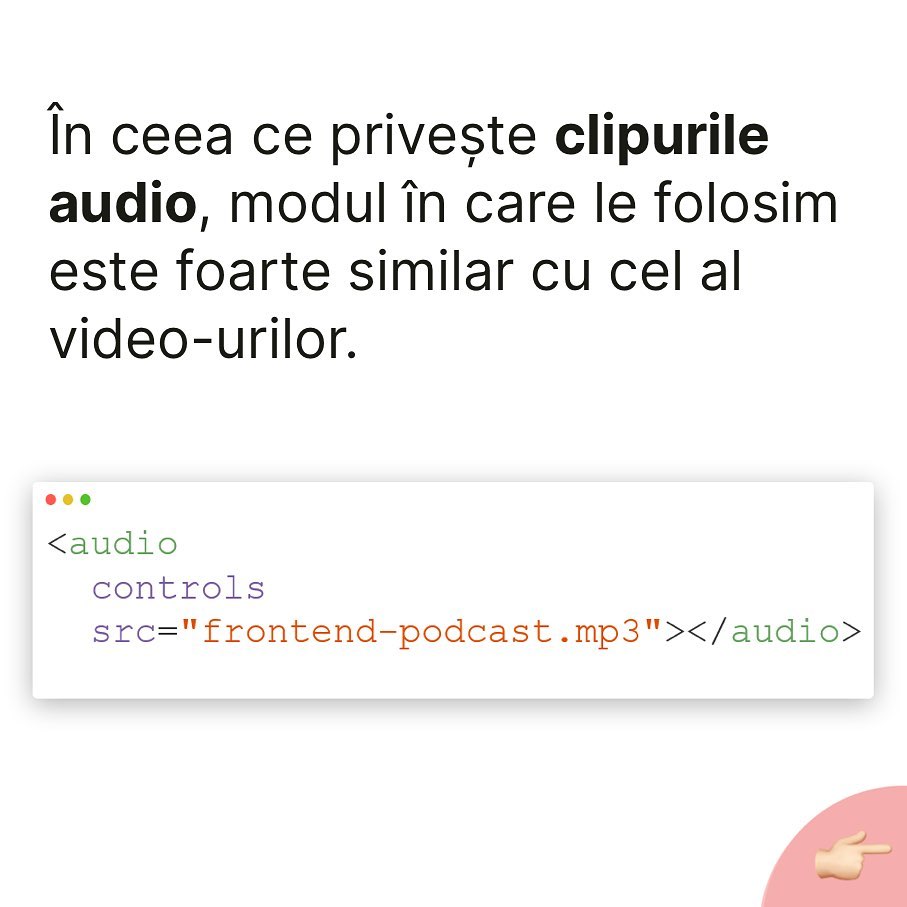 În ceea ce privește clipurile
audio, modul în care le folosim
este foarte similar cu cel al
video-urilor.
<audio
controls
src="frontend-podcast.mp3"></audio>